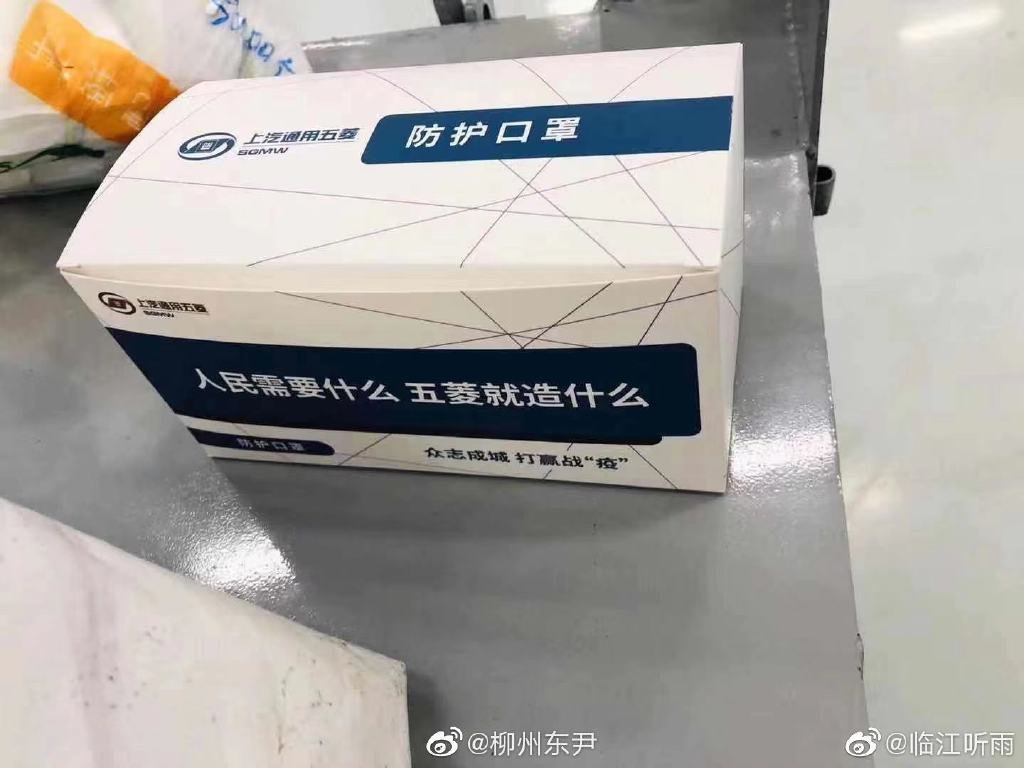 上汽通用五菱
SGMW
防护口罩
上汽通用五菱
SGMW
人民需要什么 五菱就造什么
防护口罩
众志成城 打赢战“疫”
@柳州东尹
@临江听雨